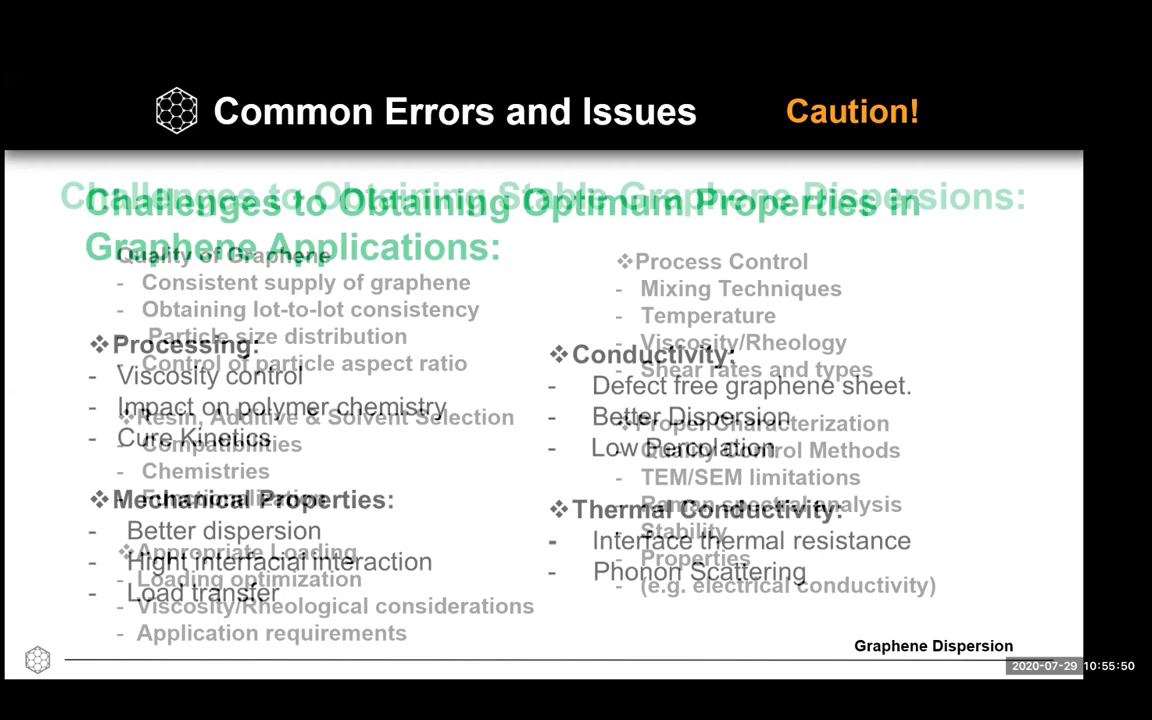 Common Errors and Issues
Caution!
Challenges to Obtaining Stable Graphene Dispersions:
Challenges to Obtaining Optimum Properties in
Graphene Applications:
Quality of Graphene
- Consistent supply of graphene
- Obtaining lot-to-lot consistency
- Particle size distribution
- Control of particle aspect ratio
❖Resin, Additive & Solvent Selection
- Compatibilities
- Chemistries
- Functionalization
❖Appropriate Loading
- Loading optimization
- Viscosity/Rheological considerations
- Application requirements
❖Process Control
- Mixing Techniques
- Temperature
- Viscosity/Rheology
- Shear rates and types
❖Proper Characterization
- Quality Control Methods
- TEM/SEM limitations
- Raman spectral analysis
- Stability
- Properties
- (e.g. electrical conductivity)
❖Processing:
- Viscosity control
- Impact on polymer chemistry
- Cure Kinetics
❖Mechanical Properties:
- Better dispersion
- Hight interfacial interaction
- Load transfer
❖Conductivity:
- Defect free graphene sheet.
- Better Dispersion
- Low Percolation
❖Thermal Conductivity:
- Interface thermal resistance
- Phonon Scattering
Graphene Dispersion
2020-07-29 10:55:50